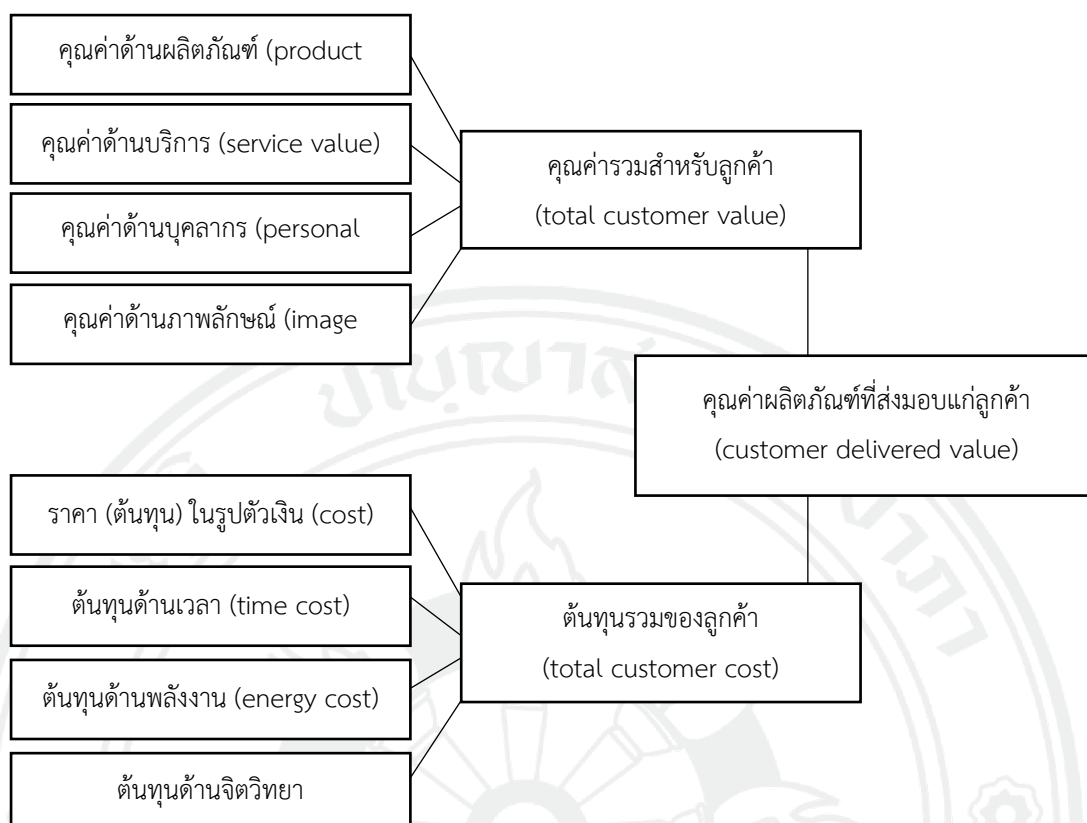 คุณค่าด้านผลิตภัณฑ์ (product
คุณค่าด้านบริการ (service value)
คุณค่าด้านบุคลากร (personal
คุณค่าด้านภาพลักษณ์ (image
คุณค่ารวมสำหรับลูกค้า
(total customer value)
คุณค่าผลิตภัณฑ์ที่ส่งมอบแก่ลูกค้า
(customer delivered value)
ราคา (ต้นทุน) ในรูปตัวเงิน (cost)
ต้นทุนด้านเวลา (time cost)
ต้นทุนด้านพลังงาน (energy cost)
ต้นทุนด้านจิตวิทยา
ต้นทุนรวมของลูกค้า
(total customer cost)